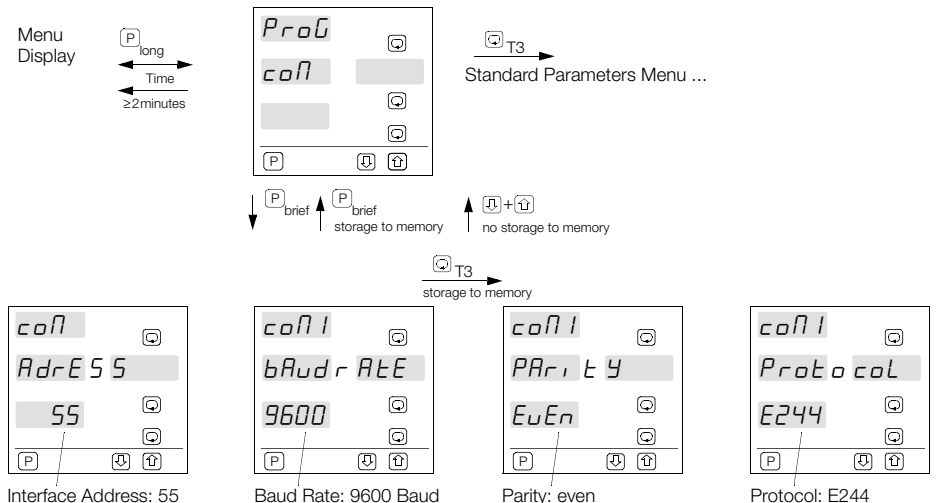 Menu
Display
P long
Time
≥2 minutes
ProG
coM
P
T3
Standard Parameters Menu ...
P brief
P brief
storage to memory
+
no storage to memory
T3
storage to memory
coM
AdrESS
55
P
Interface Address: 55
coM1
bAudrAtE
9600
P
Baud Rate: 9600 Baud
coM1
PAritY
EvEn
P
Parity: even
coM1
ProtocoL
E244
P
Protocol: E244